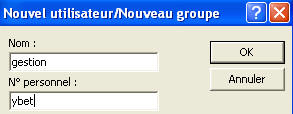 Nouvel utilisateur/Nouveau groupe
Nom :
gestion
OK
N° personnel :
ybet
Annuler